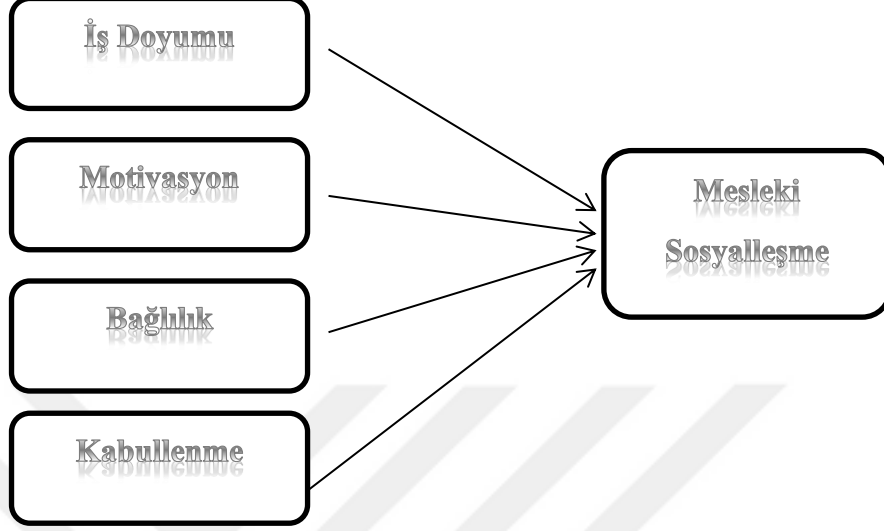 İş Doyumu
Motivasyon
Bağlılık
Kabullenme
Mesleki
Sosyalleşme